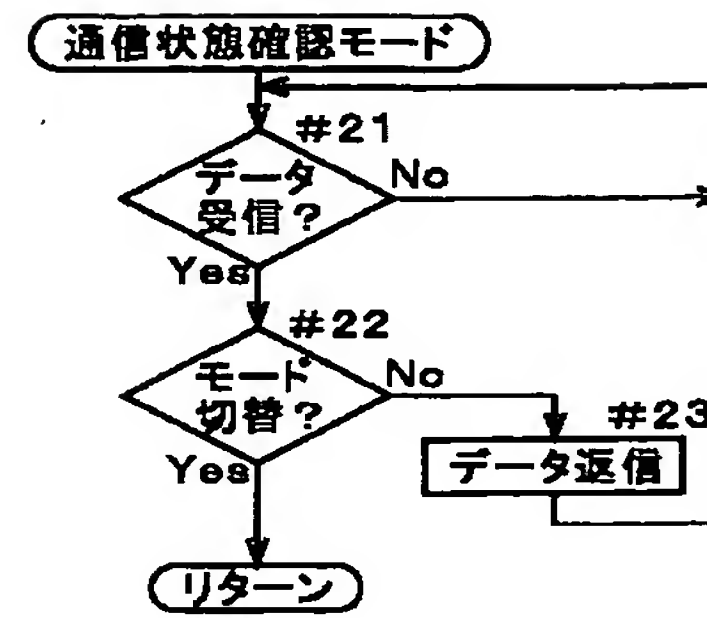 通信状態確認モード
#21
データ
受信？
No
Yes
#22
モード
切替？
No
Yes
#23
データ返信
リターン